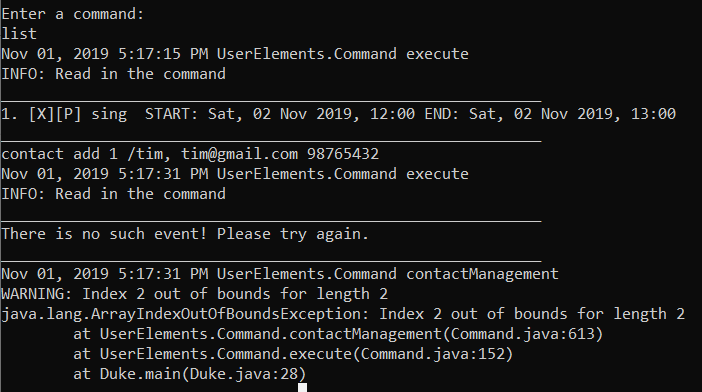 Enter a command:
list
Nov 01, 2019 5:17:15 PM UserElements.Command execute
INFO: Read in the command
____________________________________________________________
1. [X][P] sing  START: Sat, 02 Nov 2019, 12:00 END: Sat, 02 Nov 2019, 13:00
____________________________________________________________
contact add 1 /tim, tim@gmail.com 98765432
Nov 01, 2019 5:17:31 PM UserElements.Command execute
INFO: Read in the command
____________________________________________________________
There is no such event! Please try again.
____________________________________________________________
Nov 01, 2019 5:17:31 PM UserElements.Command contactManagement
WARNING: Index 2 out of bounds for length 2
java.lang.ArrayIndexOutOfBoundsException: Index 2 out of bounds for length 2
        at UserElements.Command.contactManagement(Command.java:613)
        at UserElements.Command.execute(Command.java:152)
        at Duke.main(Duke.java:28)